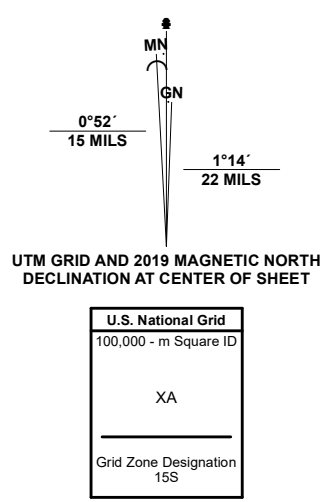 MN
GN
0°52´
15 MILS
1°14´
22 MILS
UTM GRID AND 2019 MAGNETIC NORTH
DECLINATION AT CENTER OF SHEET
U.S. National Grid
100,000 - m Square ID
XA
Grid Zone Designation
15S